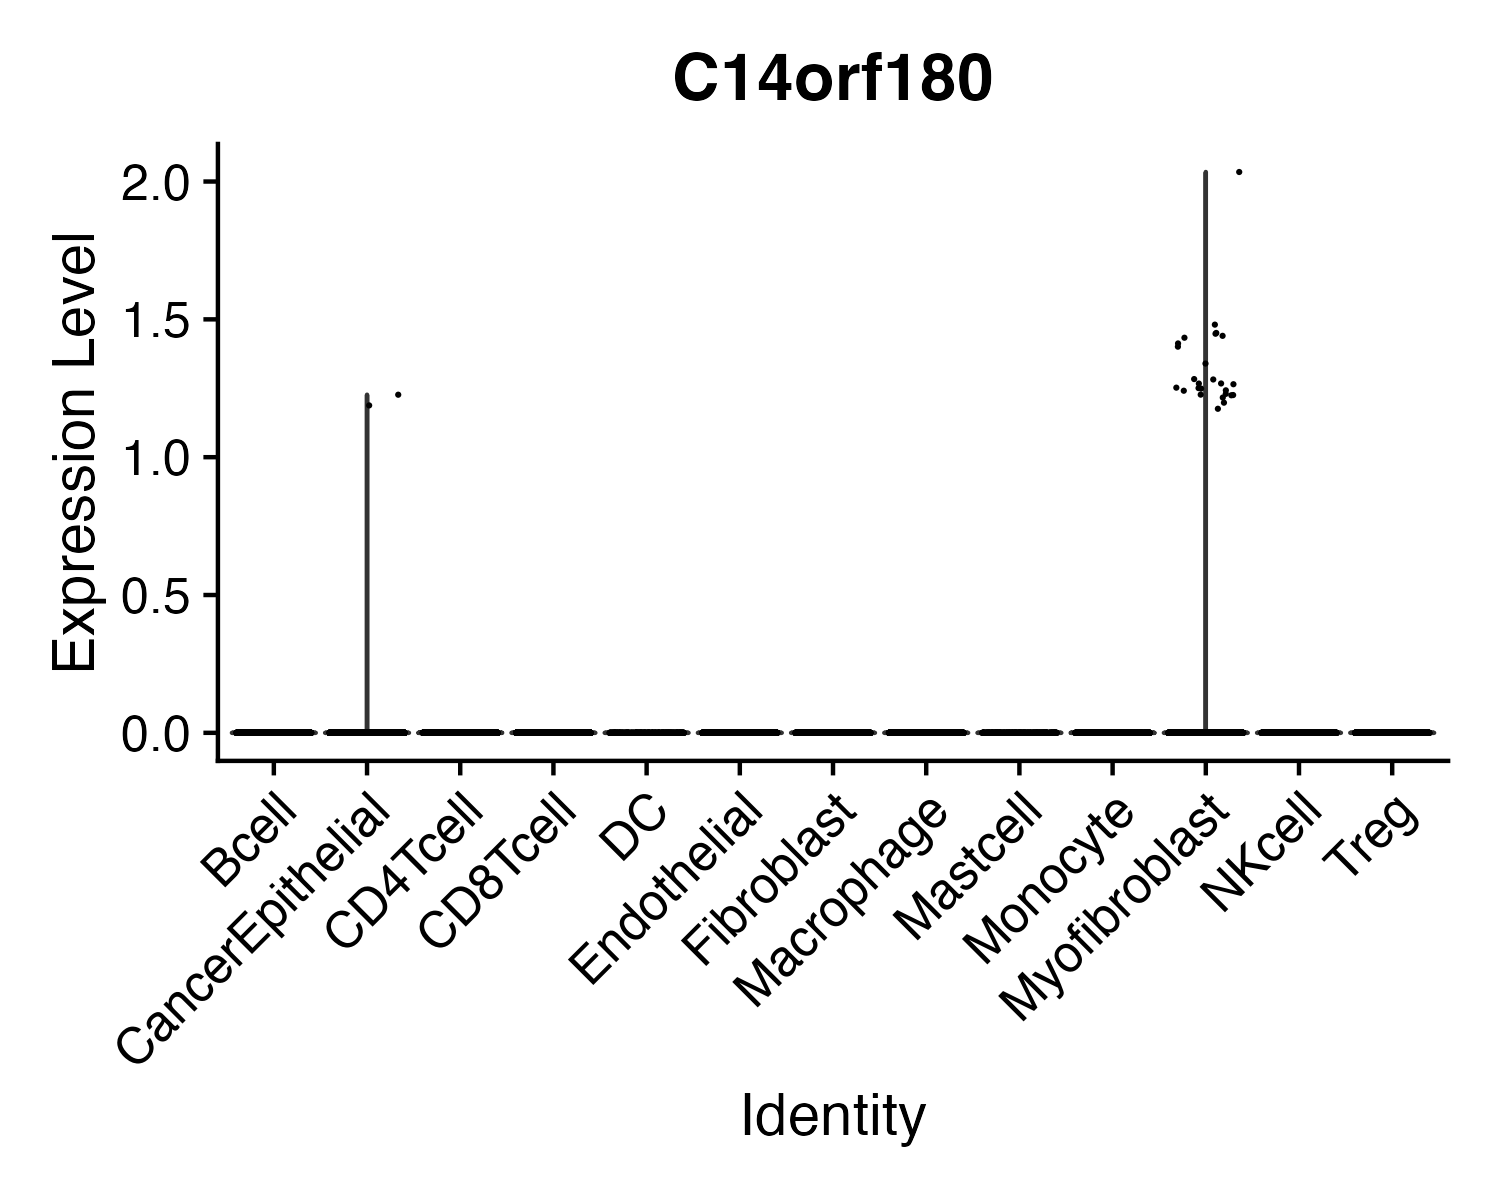 C14orf180
Expression Level
2.0
1.5
1.0
0.5
0.0
Bcell
CancerEpithelial
CD4Tcell
CD8Tcell
DC
Endothelial
Fibroblast
Macrophage
Mastcell
Monocyte
Myofibroblast
NKcell
Treg
Identity